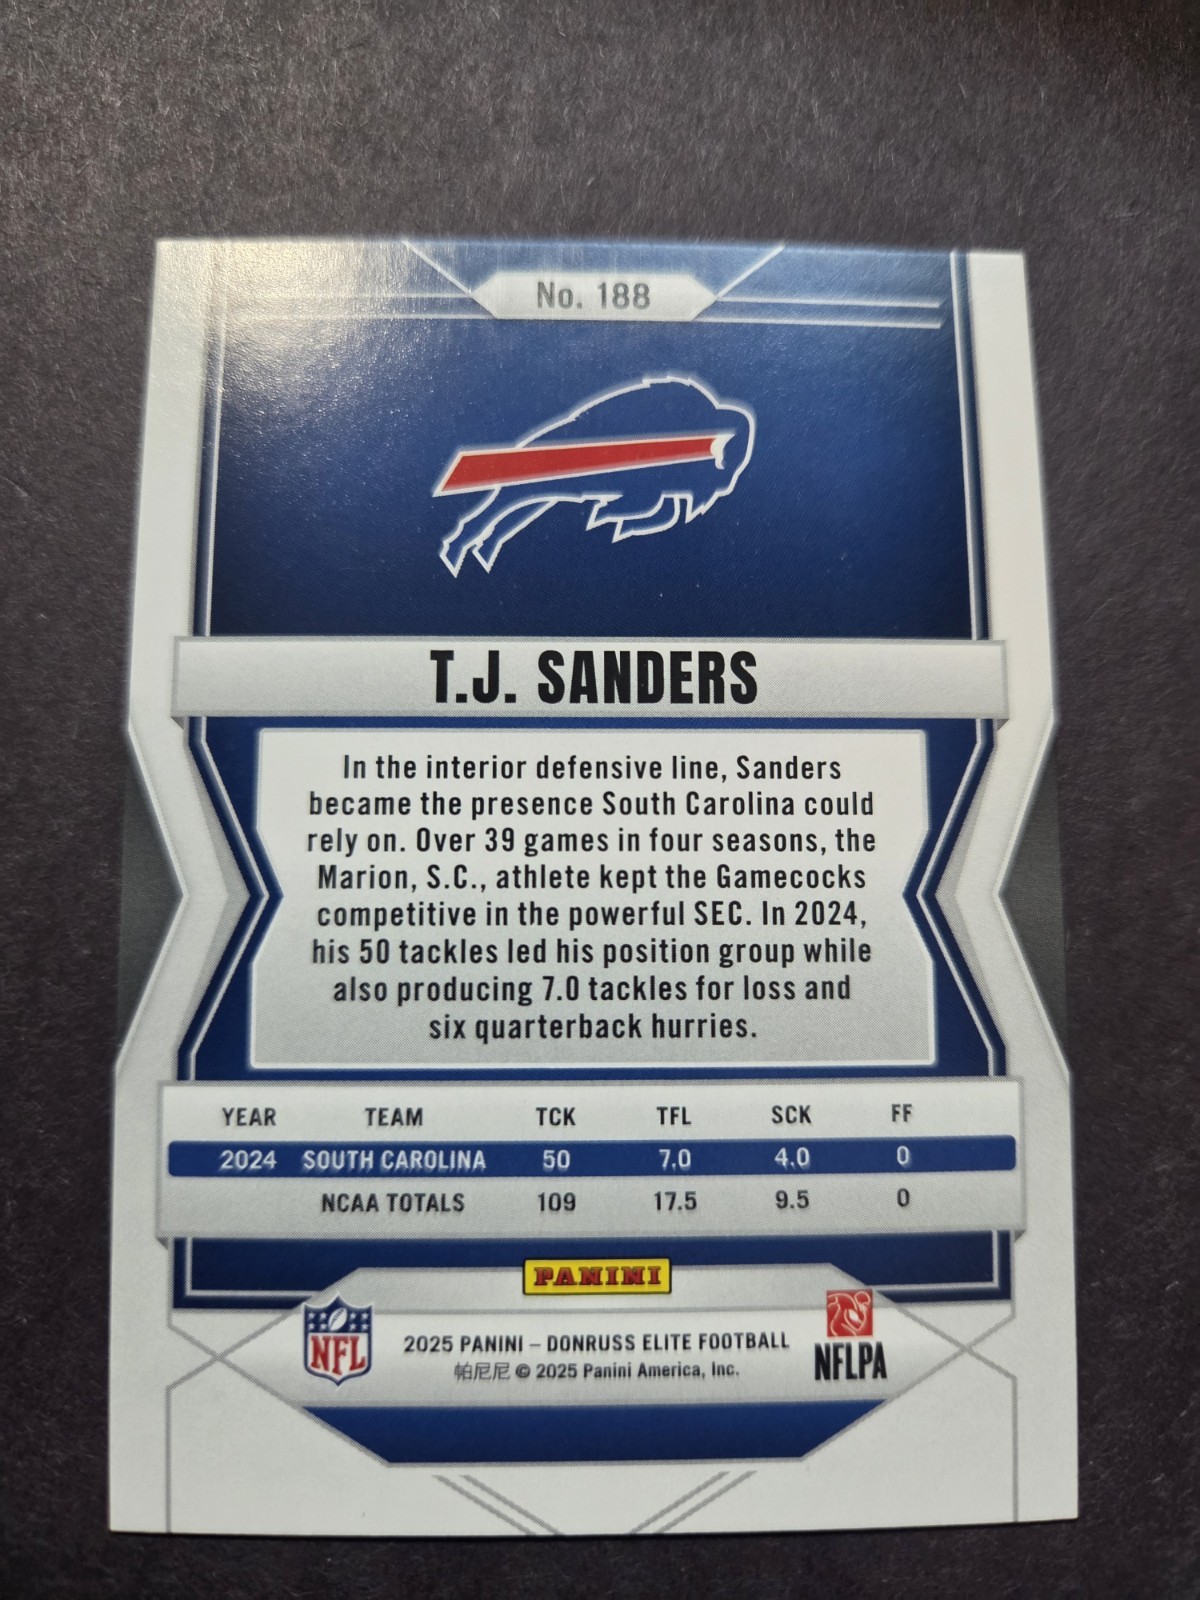 No. 188
T.J. SANDERS
In the interior defensive line, Sanders
became the presence South Carolina could
rely on. Over 39 games in four seasons, the
Marion, S.C., athlete kept the Gamecocks
competitive in the powerful SEC. In 2024,
his 50 tackles led his position group while
also producing 7.0 tackles for loss and
six quarterback hurries.
YEAR TEAM TCK TFL SCK FF
2024 SOUTH CAROLINA 50 7.0 4.0 0
NCAA TOTALS 109 17.5 9.5 0
PANINI
NFL
2025 PANINI – DONRUSS ELITE FOOTBALL
帕尼尼 © 2025 Panini America, Inc.
NFLPA